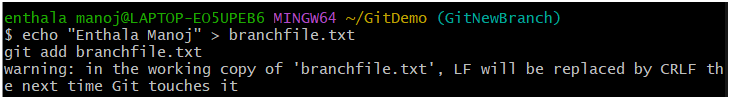 enthala manoj@LAPTOP-EO5UPEB6 MINGW64 ~/GitDemo (GitNewBranch)
$ echo "Enthala Manoj" > branchfile.txt
git add branchfile.txt
warning: in the working copy of 'branchfile.txt', LF will be replaced by CRLF th
e next time Git touches it